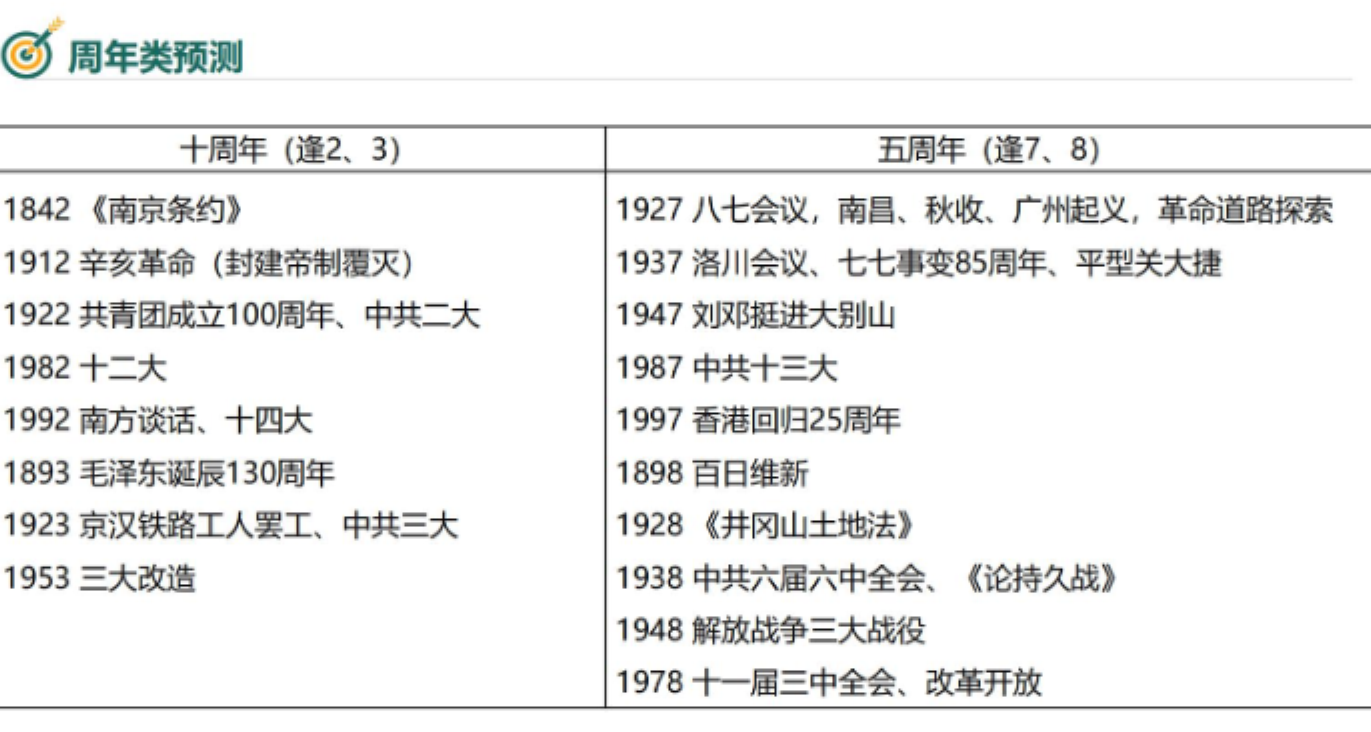 周年类预测
十周年（逢2、3）
五周年（逢7、8）
1842 《南京条约》
1912 辛亥革命（封建帝制覆灭）
1922 共青团成立100周年、中共二大
1982 十二大
1992 南方谈话、十四大
1893 毛泽东诞辰130周年
1923 京汉铁路工人罢工、中共三大
1953 三大改造
1927 八七会议，南昌、秋收、广州起义，革命道路探索
1937 洛川会议、七七事变85周年、平型关大捷
1947 刘邓挺进大别山
1987 中共十三大
1997 香港回归25周年
1898 百日维新
1928 《井冈山土地法》
1938 中共六届六中全会、《论持久战》
1948 解放战争三大战役
1978 十一届三中全会、改革开放